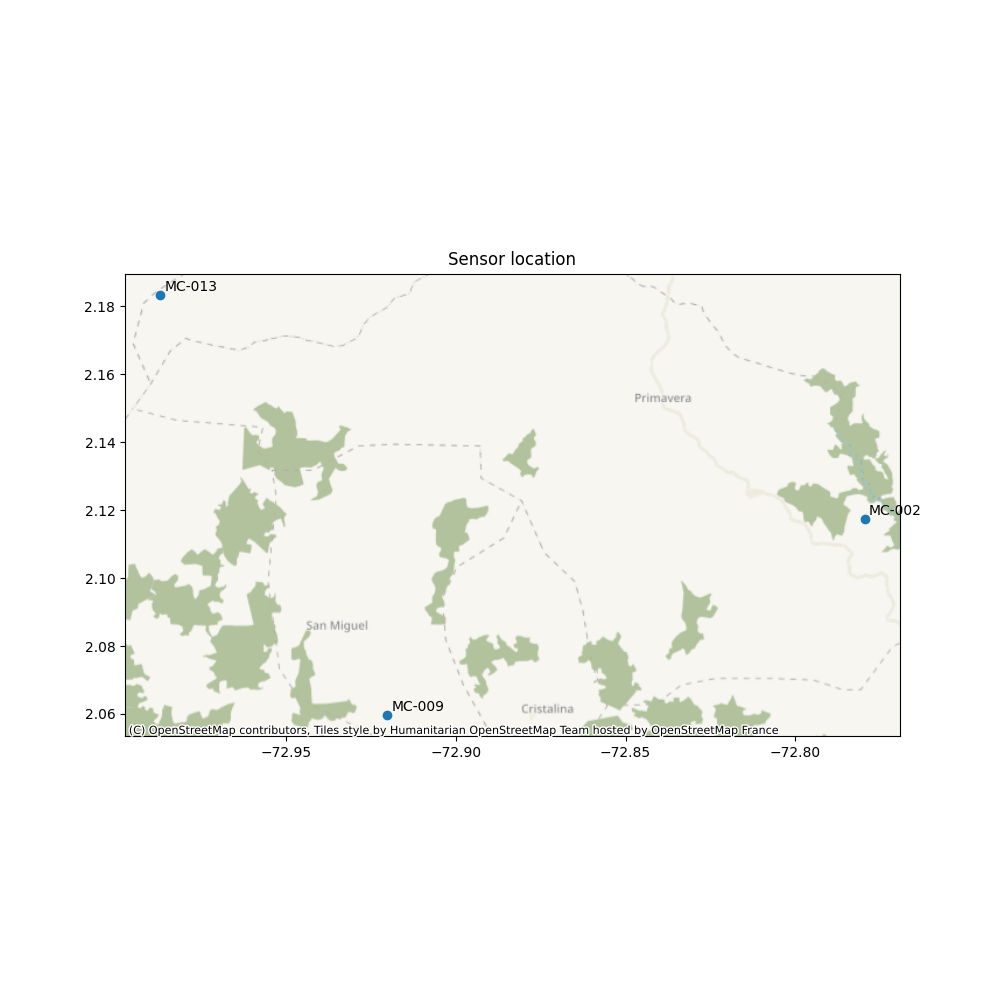 Sensor location
MC-013
2.18
2.16
Primavera
2.14
2.12
MC-002
2.10
San Miguel
2.08
MC-009
Cristalina
2.06
(C) OpenStreetMap contributors, Tiles style by Humanitarian OpenStreetMap Team hosted by OpenStreetMap France
−72.95 −72.90 −72.85 −72.80